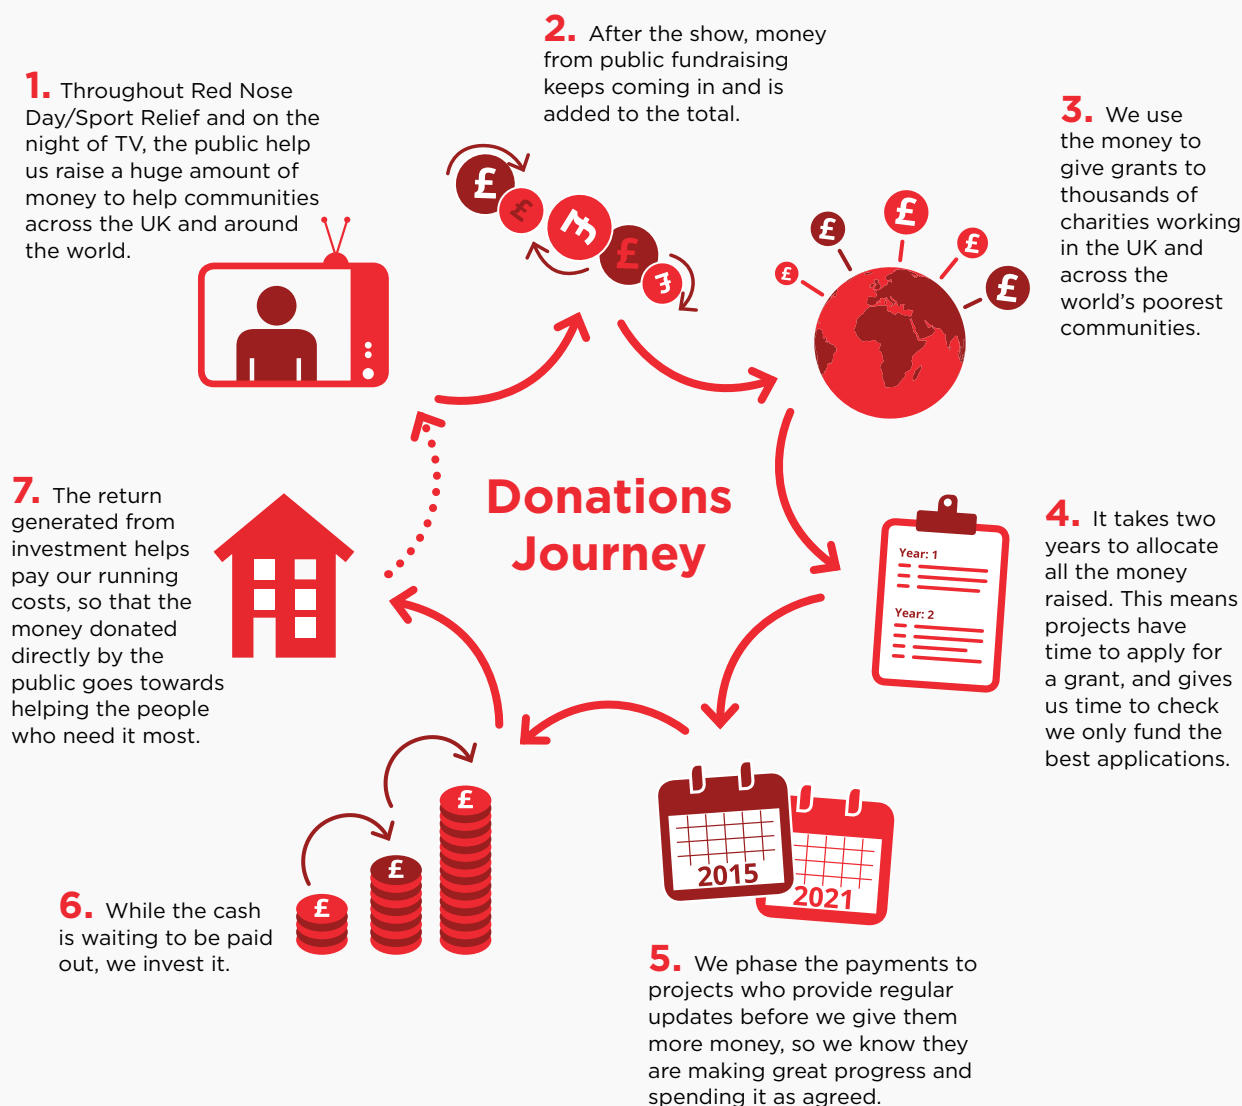 1. Throughout Red Nose
Day/Sport Relief and on the
night of TV, the public help
us raise a huge amount of
money to help communities
across the UK and around
the world.
2. After the show, money
from public fundraising
keeps coming in and is
added to the total.
£
£
£
£
£
3. We use
the money to
give grants to
thousands of
charities working
in the UK and
across the
world's poorest
communities.
£
£
£
£
£
Donations
Journey
4. It takes two
years to allocate
all the money
raised. This means
projects have
time to apply for
a grant, and gives
us time to check
we only fund the
best applications.
Year: 1
Year: 2
5. We phase the payments to
projects who provide regular
updates before we give them
more money, so we know they
are making great progress and
spending it as agreed.
2015
2021
6. While the cash
is waiting to be paid
out, we invest it.
£
£
£
7. The return
generated from
investment helps
pay our running
costs, so that the
money donated
directly by the
public goes towards
helping the people
who need it most.